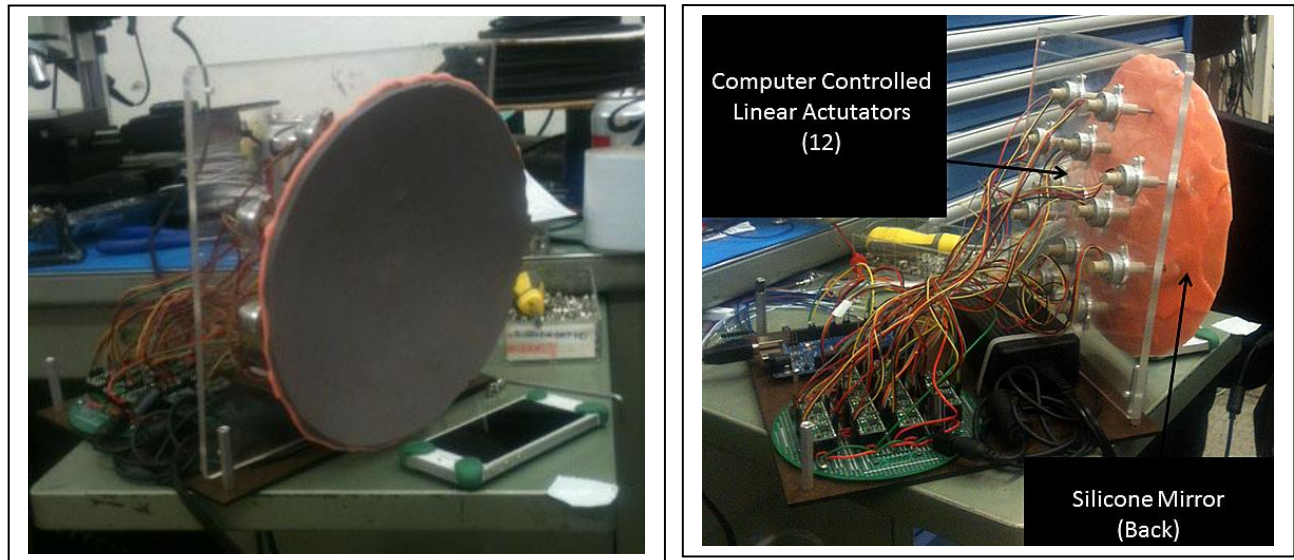 Computer Controlled
Linear Actutators
(12)
Silicone Mirror
(Back)